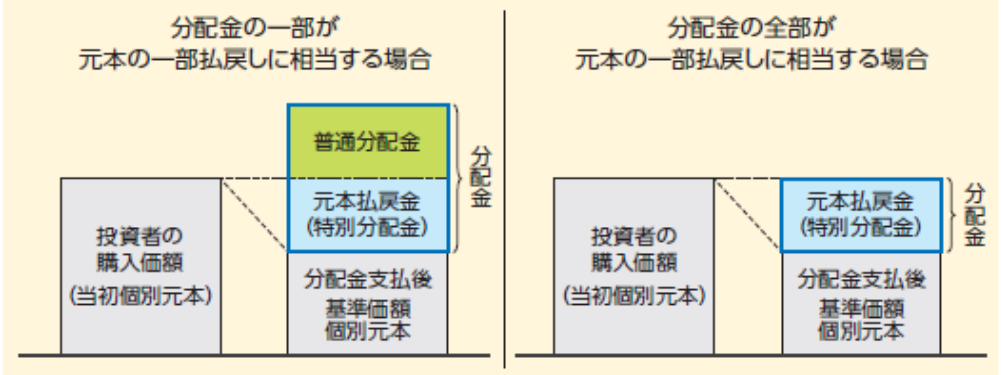 分配金の一部が
元本の一部払戻しに相当する場合
普通分配金
元本払戻金
(特別分配金)
分配金
投資者の
購入価額
(当初個別元本)
分配金支払後
基準価額
個別元本
分配金の全部が
元本の一部払戻しに相当する場合
元本払戻金
(特別分配金)
分配金
投資者の
購入価額
(当初個別元本)
分配金支払後
基準価額
個別元本